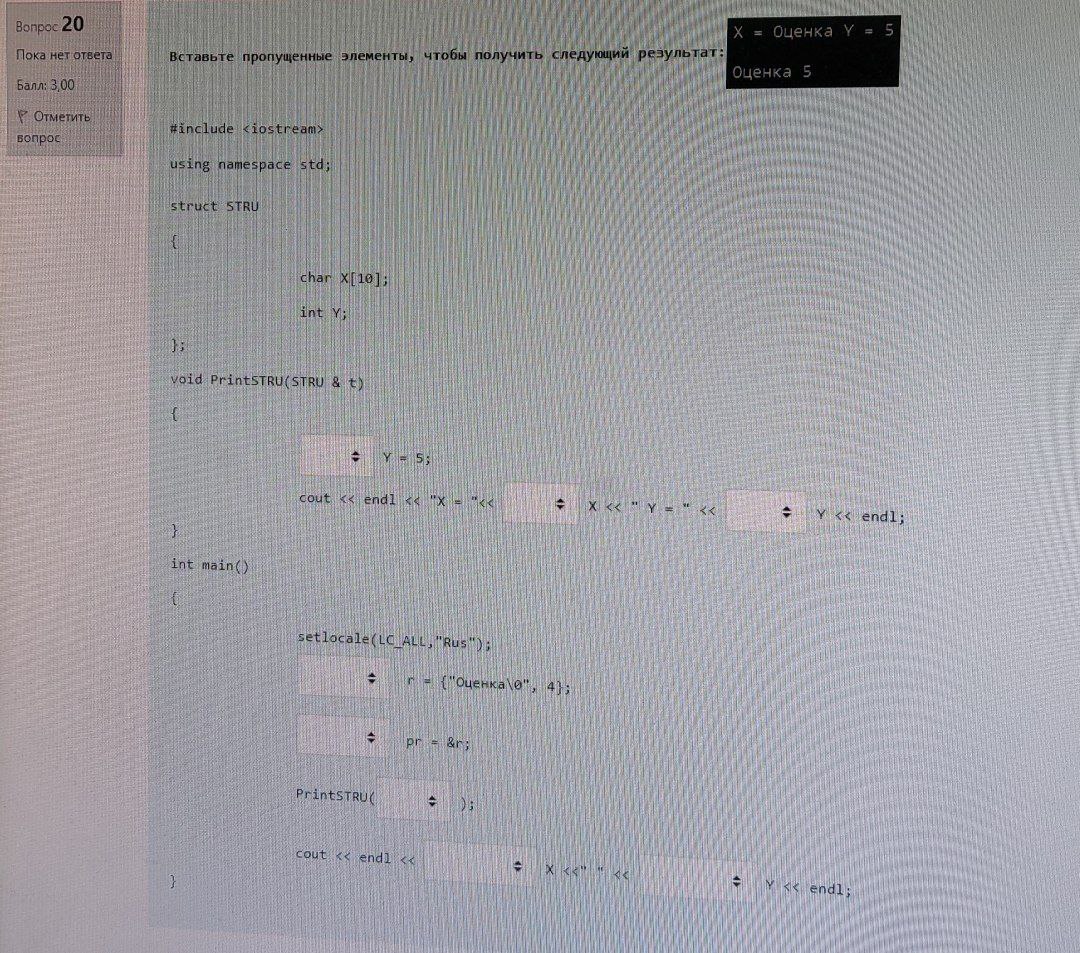 Вопрос 20
Пока нет ответа
Балл: 3,00
Отметить
вопрос
Вставьте пропущенные элементы, чтобы получить следующий результат:
X = Оценка Y = 5
Оценка 5
#include <iostream>
using namespace std;
struct STRU
{
char X[10];
int Y;
};
void PrintSTRU(STRU & t)
{
Y = 5;
cout << endl << "X = "<< X << " Y = " << Y << endl;
}
int main()
{
setlocale(LC_ALL,"Rus");
r = {"Оценка\0", 4};
pr = &r;
PrintSTRU( );
cout << endl << X <<" " << Y << endl;
}